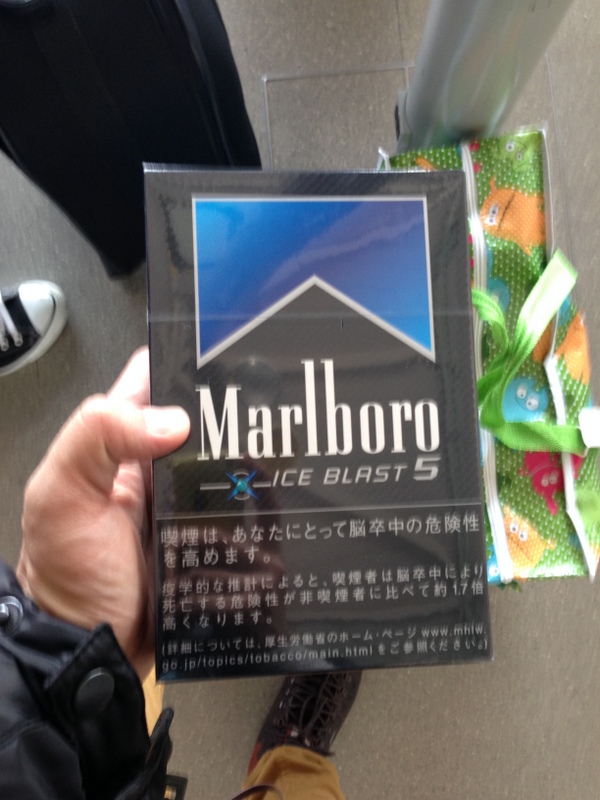 Marlboro
ICE BLAST 5
喫煙は、あなたにとって脳卒中の危険性
を高めます。
疫学的な推計によると、喫煙者は脳卒中により
死亡する危険性が非喫煙者に比べて約1.7倍
高くなります。
(詳細については、厚生労働省のホーム・ページ www.mhlw.
go.jp/topics/tobacco/main.html をご参照ください。)